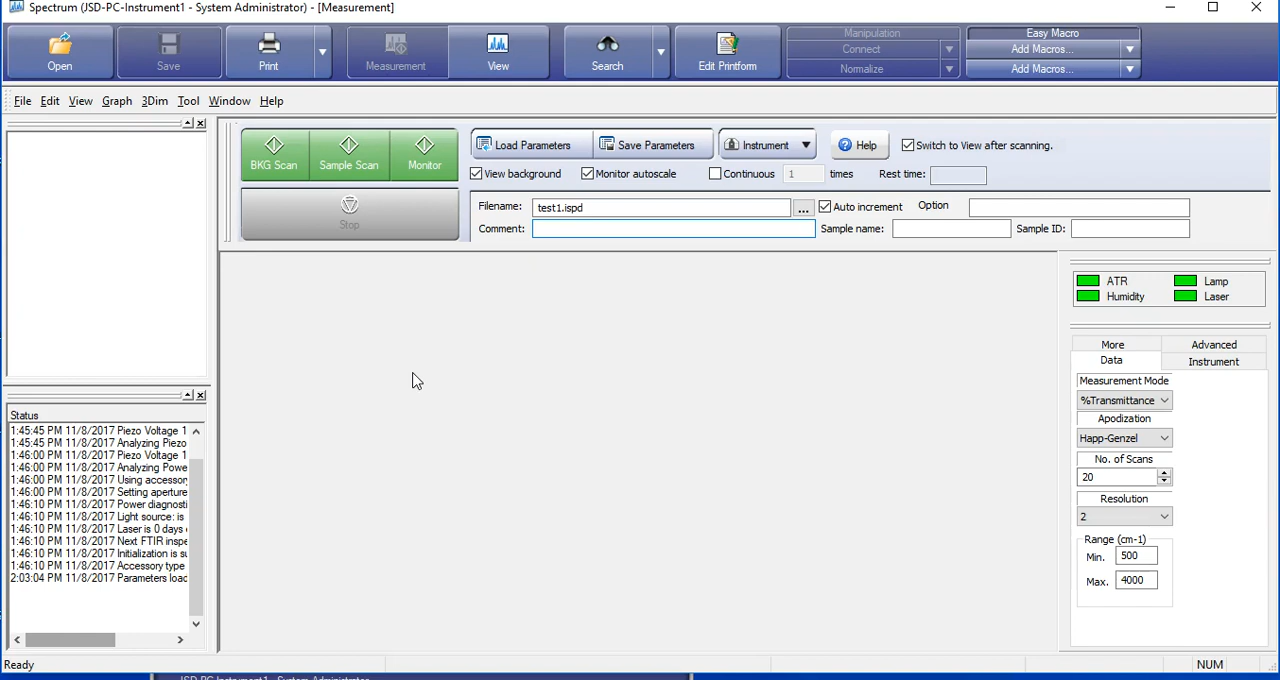 Spectrum (JSD-PC-Instrument1 - System Administrator) - [Measurement]
Open Save Print Measurement View Search Edit Printform
Manipulation
Connect
Normalize
Easy Macro
Add Macros...
Add Macros...
File Edit View Graph 3Dim Tool Window Help
BKG Scan Sample Scan Monitor
Stop
Load Parameters Save Parameters Instrument Help Switch to View after scanning.
View background Monitor autoscale Continuous 1 times Rest time:
Filename: test1.ispd ... Auto increment Option
Comment: Sample name: Sample ID:
ATR Lamp
Humidity Laser
More Advanced
Data Instrument
Measurement Mode
%Transmittance
Apodization
Happ-Genzel
No. of Scans
20
Resolution
2
Range (cm-1)
Min. 500
Max. 4000
Status
1:45:45 PM 11/8/2017 Piezo Voltage 1
1:45:45 PM 11/8/2017 Analyzing Piezo
1:46:00 PM 11/8/2017 Piezo Voltage 1
1:46:00 PM 11/8/2017 Analyzing Powe
1:46:00 PM 11/8/2017 Using accessory
1:46:00 PM 11/8/2017 Setting aperture
1:46:10 PM 11/8/2017 Power diagnosti
1:46:10 PM 11/8/2017 Light source: is
1:46:10 PM 11/8/2017 Laser is 0 days
1:46:10 PM 11/8/2017 Next FTIR inspe
1:46:10 PM 11/8/2017 Initialization is su
1:46:10 PM 11/8/2017 Accessory type
2:03:04 PM 11/8/2017 Parameters load
Ready NUM
JSD-PC-Instrument1 - System Administrator